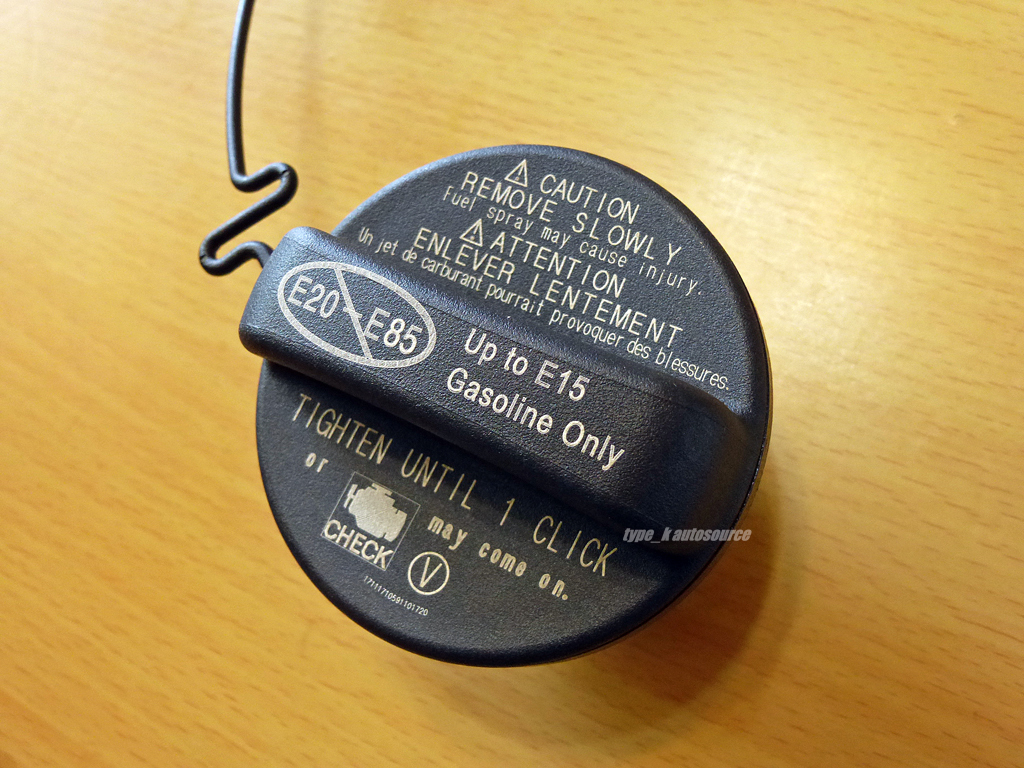 ⚠ CAUTION
REMOVE SLOWLY
Fuel spray may cause injury.
⚠ ATTENTION
ENLEVER LENTEMENT
Un jet de carburant pourrait provoquer des blessures.
E20 - E85
Up to E15
Gasoline Only
TIGHTEN UNTIL 1 CLICK
or CHECK may come on.
V
17111710591101720
type_k autosource